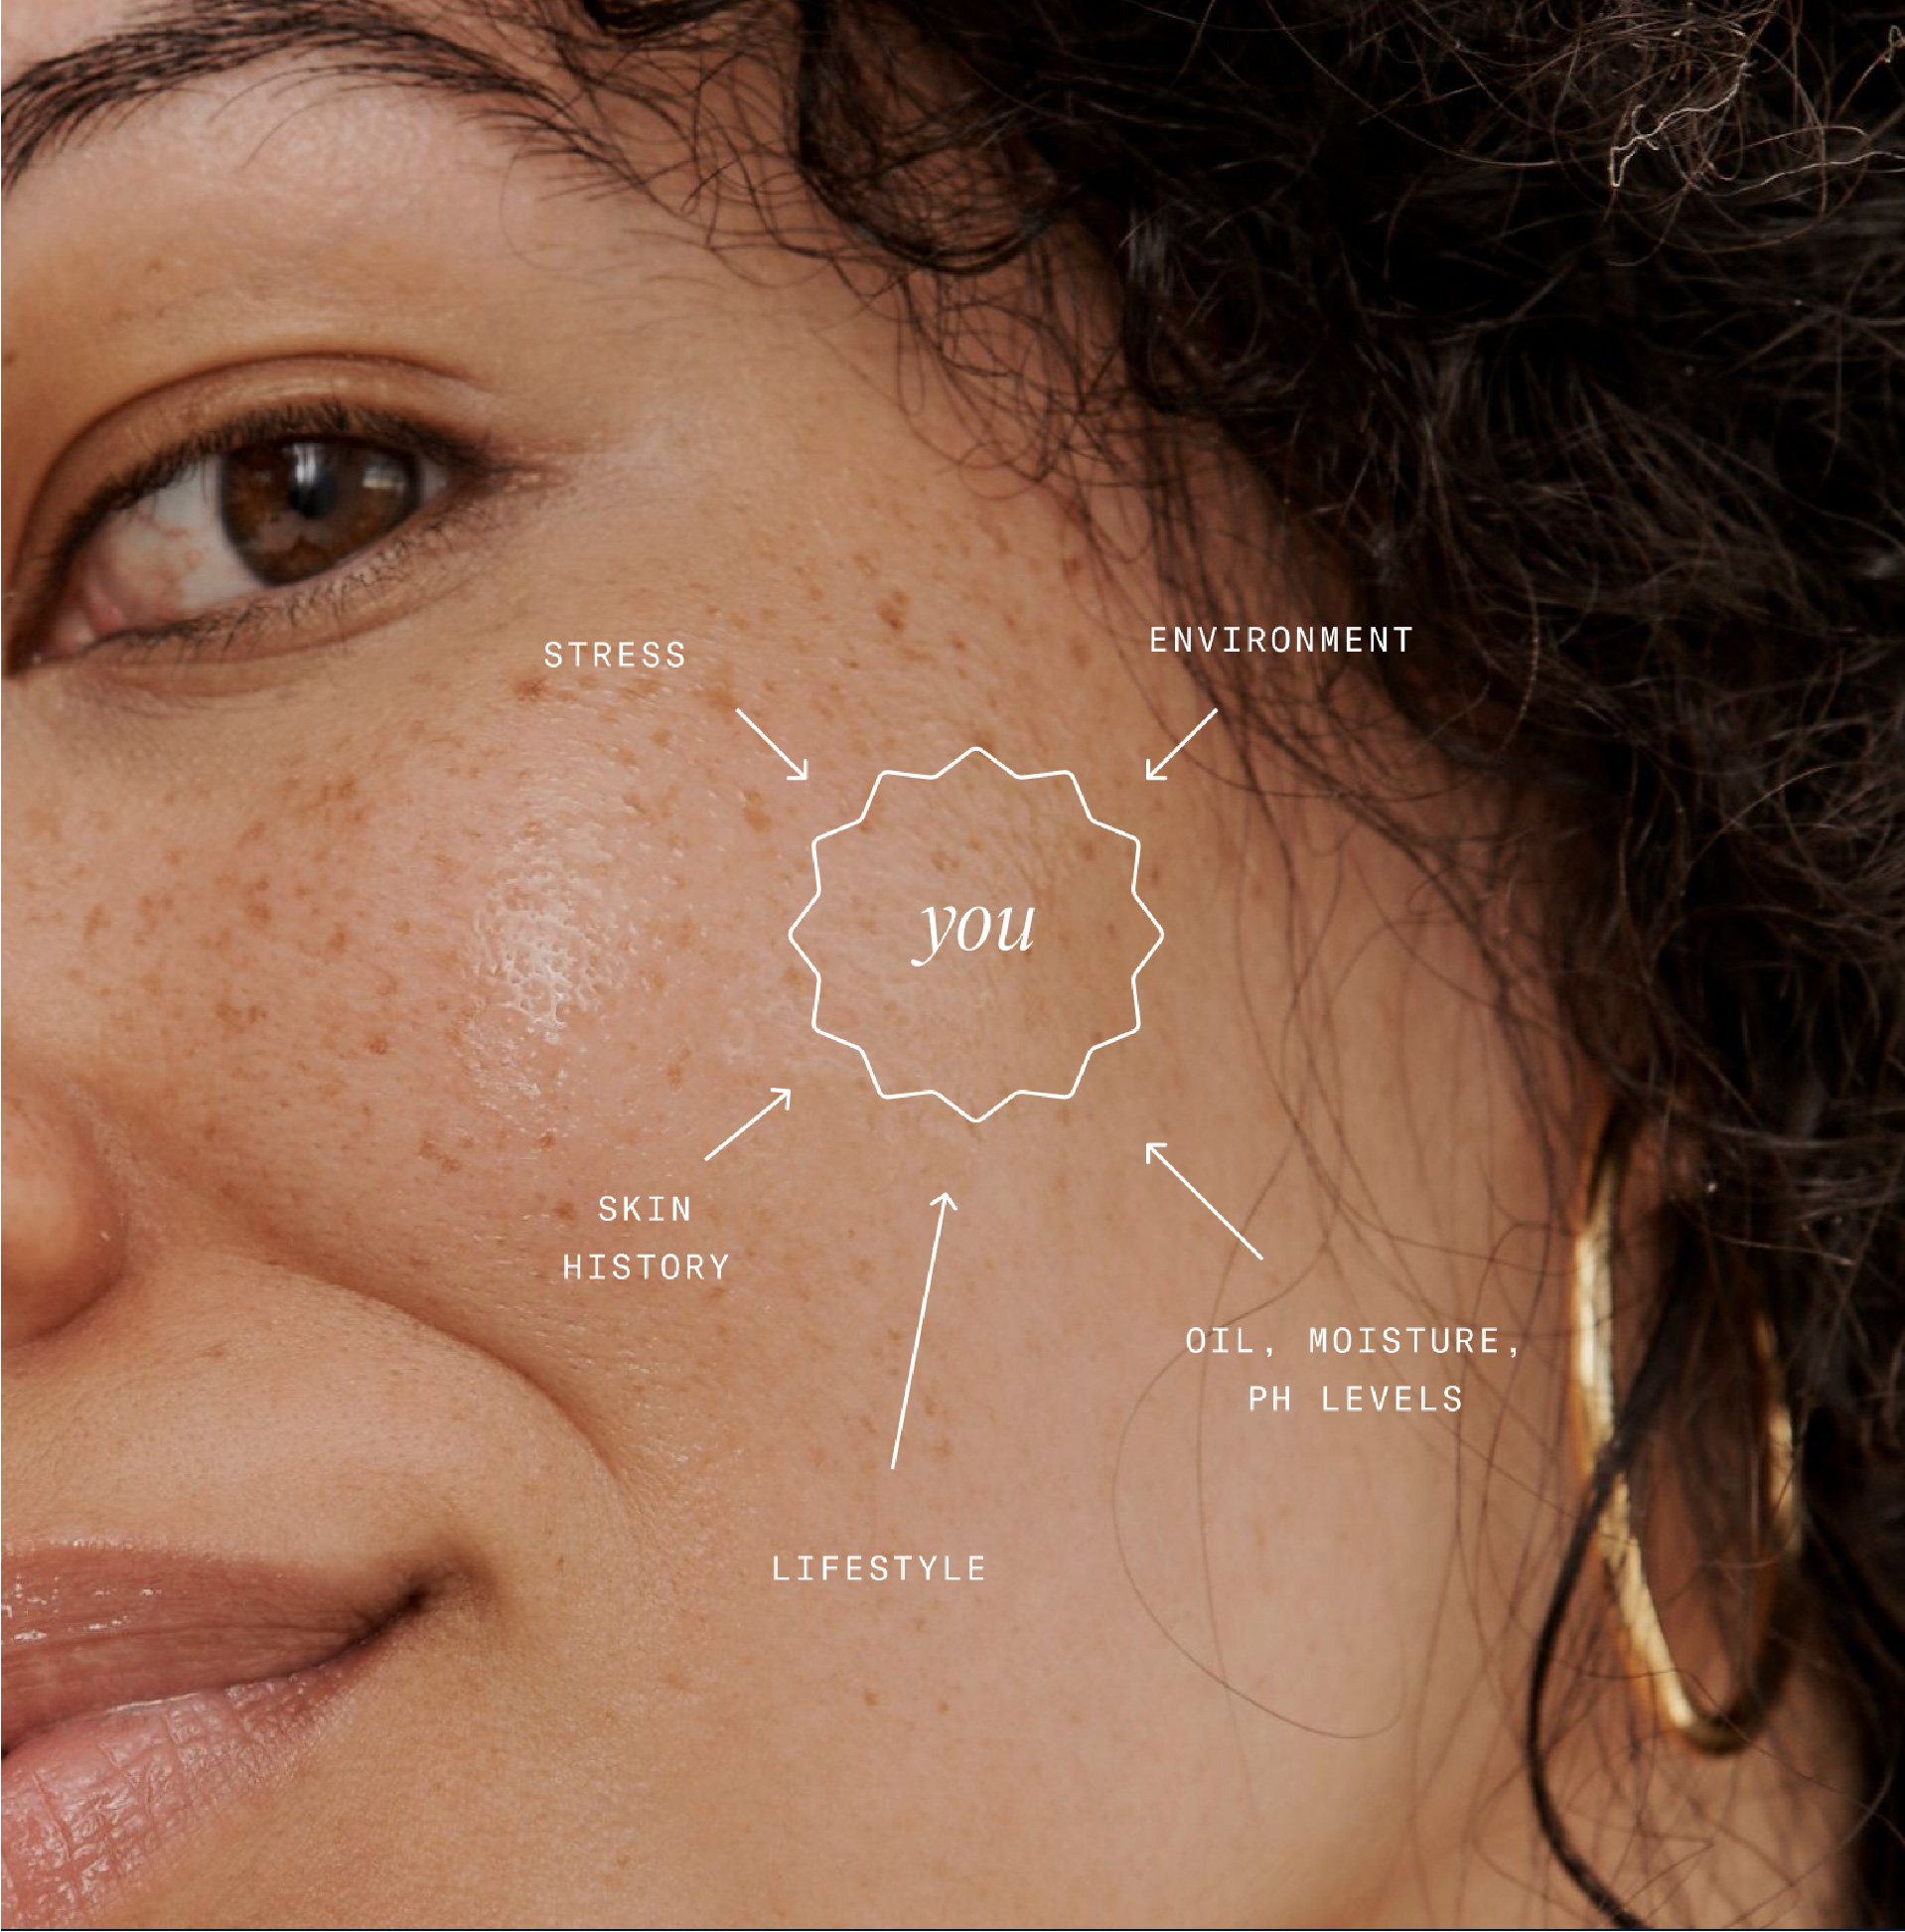 STRESS
ENVIRONMENT
you
SKIN
HISTORY
OIL, MOISTURE,
PH LEVELS
LIFESTYLE